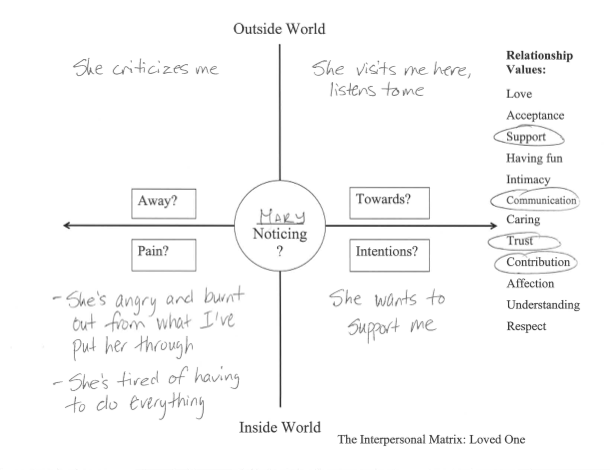 Outside World
She criticizes me
She visits me here,
listens to me
Relationship
Values:
Love
Acceptance
Support
Having fun
Intimacy
Communication
Caring
Trust
Contribution
Affection
Understanding
Respect
Away?
Towards?
MARY
Noticing
?
Pain?
Intentions?
- She's angry and burnt
out from what I've
put her through
- She's tired of having
to do everything
She wants to
support me
Inside World
The Interpersonal Matrix: Loved One